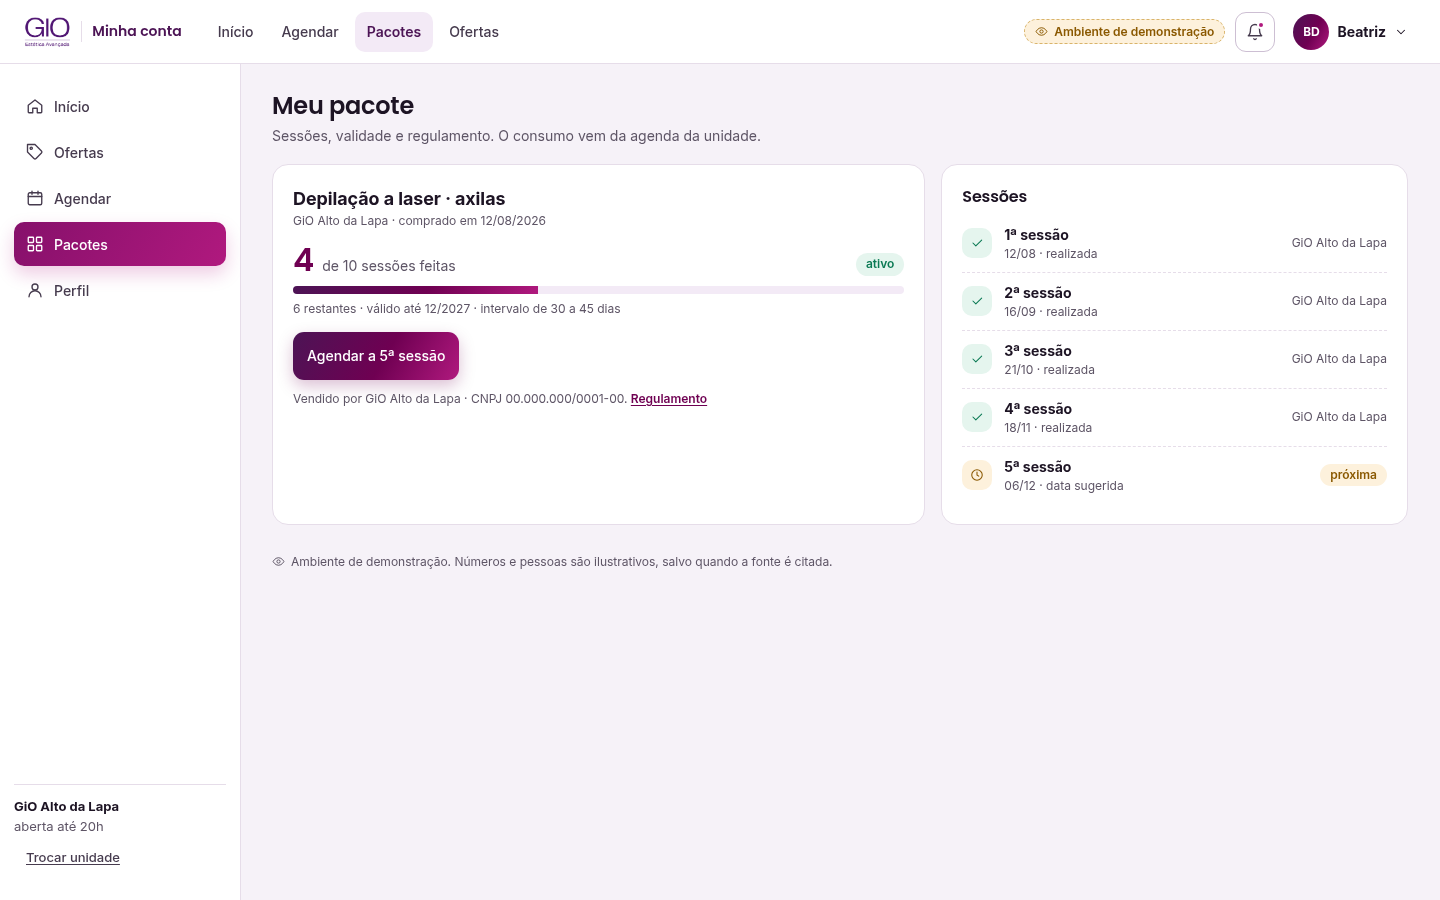 GIO
Estética Avançada
Minha conta
Início
Agendar
Pacotes
Ofertas
Ambiente de demonstração
BD
Beatriz
Início
Ofertas
Agendar
Pacotes
Perfil
GiO Alto da Lapa
aberta até 20h
Trocar unidade
Meu pacote
Sessões, validade e regulamento. O consumo vem da agenda da unidade.
Depilação a laser · axilas
GiO Alto da Lapa · comprado em 12/08/2026
4 de 10 sessões feitas
ativo
6 restantes · válido até 12/2027 · intervalo de 30 a 45 dias
Agendar a 5ª sessão
Vendido por GiO Alto da Lapa · CNPJ 00.000.000/0001-00. Regulamento
Sessões
1ª sessão
12/08 · realizada
GiO Alto da Lapa
2ª sessão
16/09 · realizada
GiO Alto da Lapa
3ª sessão
21/10 · realizada
GiO Alto da Lapa
4ª sessão
18/11 · realizada
GiO Alto da Lapa
5ª sessão
06/12 · data sugerida
próxima
Ambiente de demonstração. Números e pessoas são ilustrativos, salvo quando a fonte é citada.